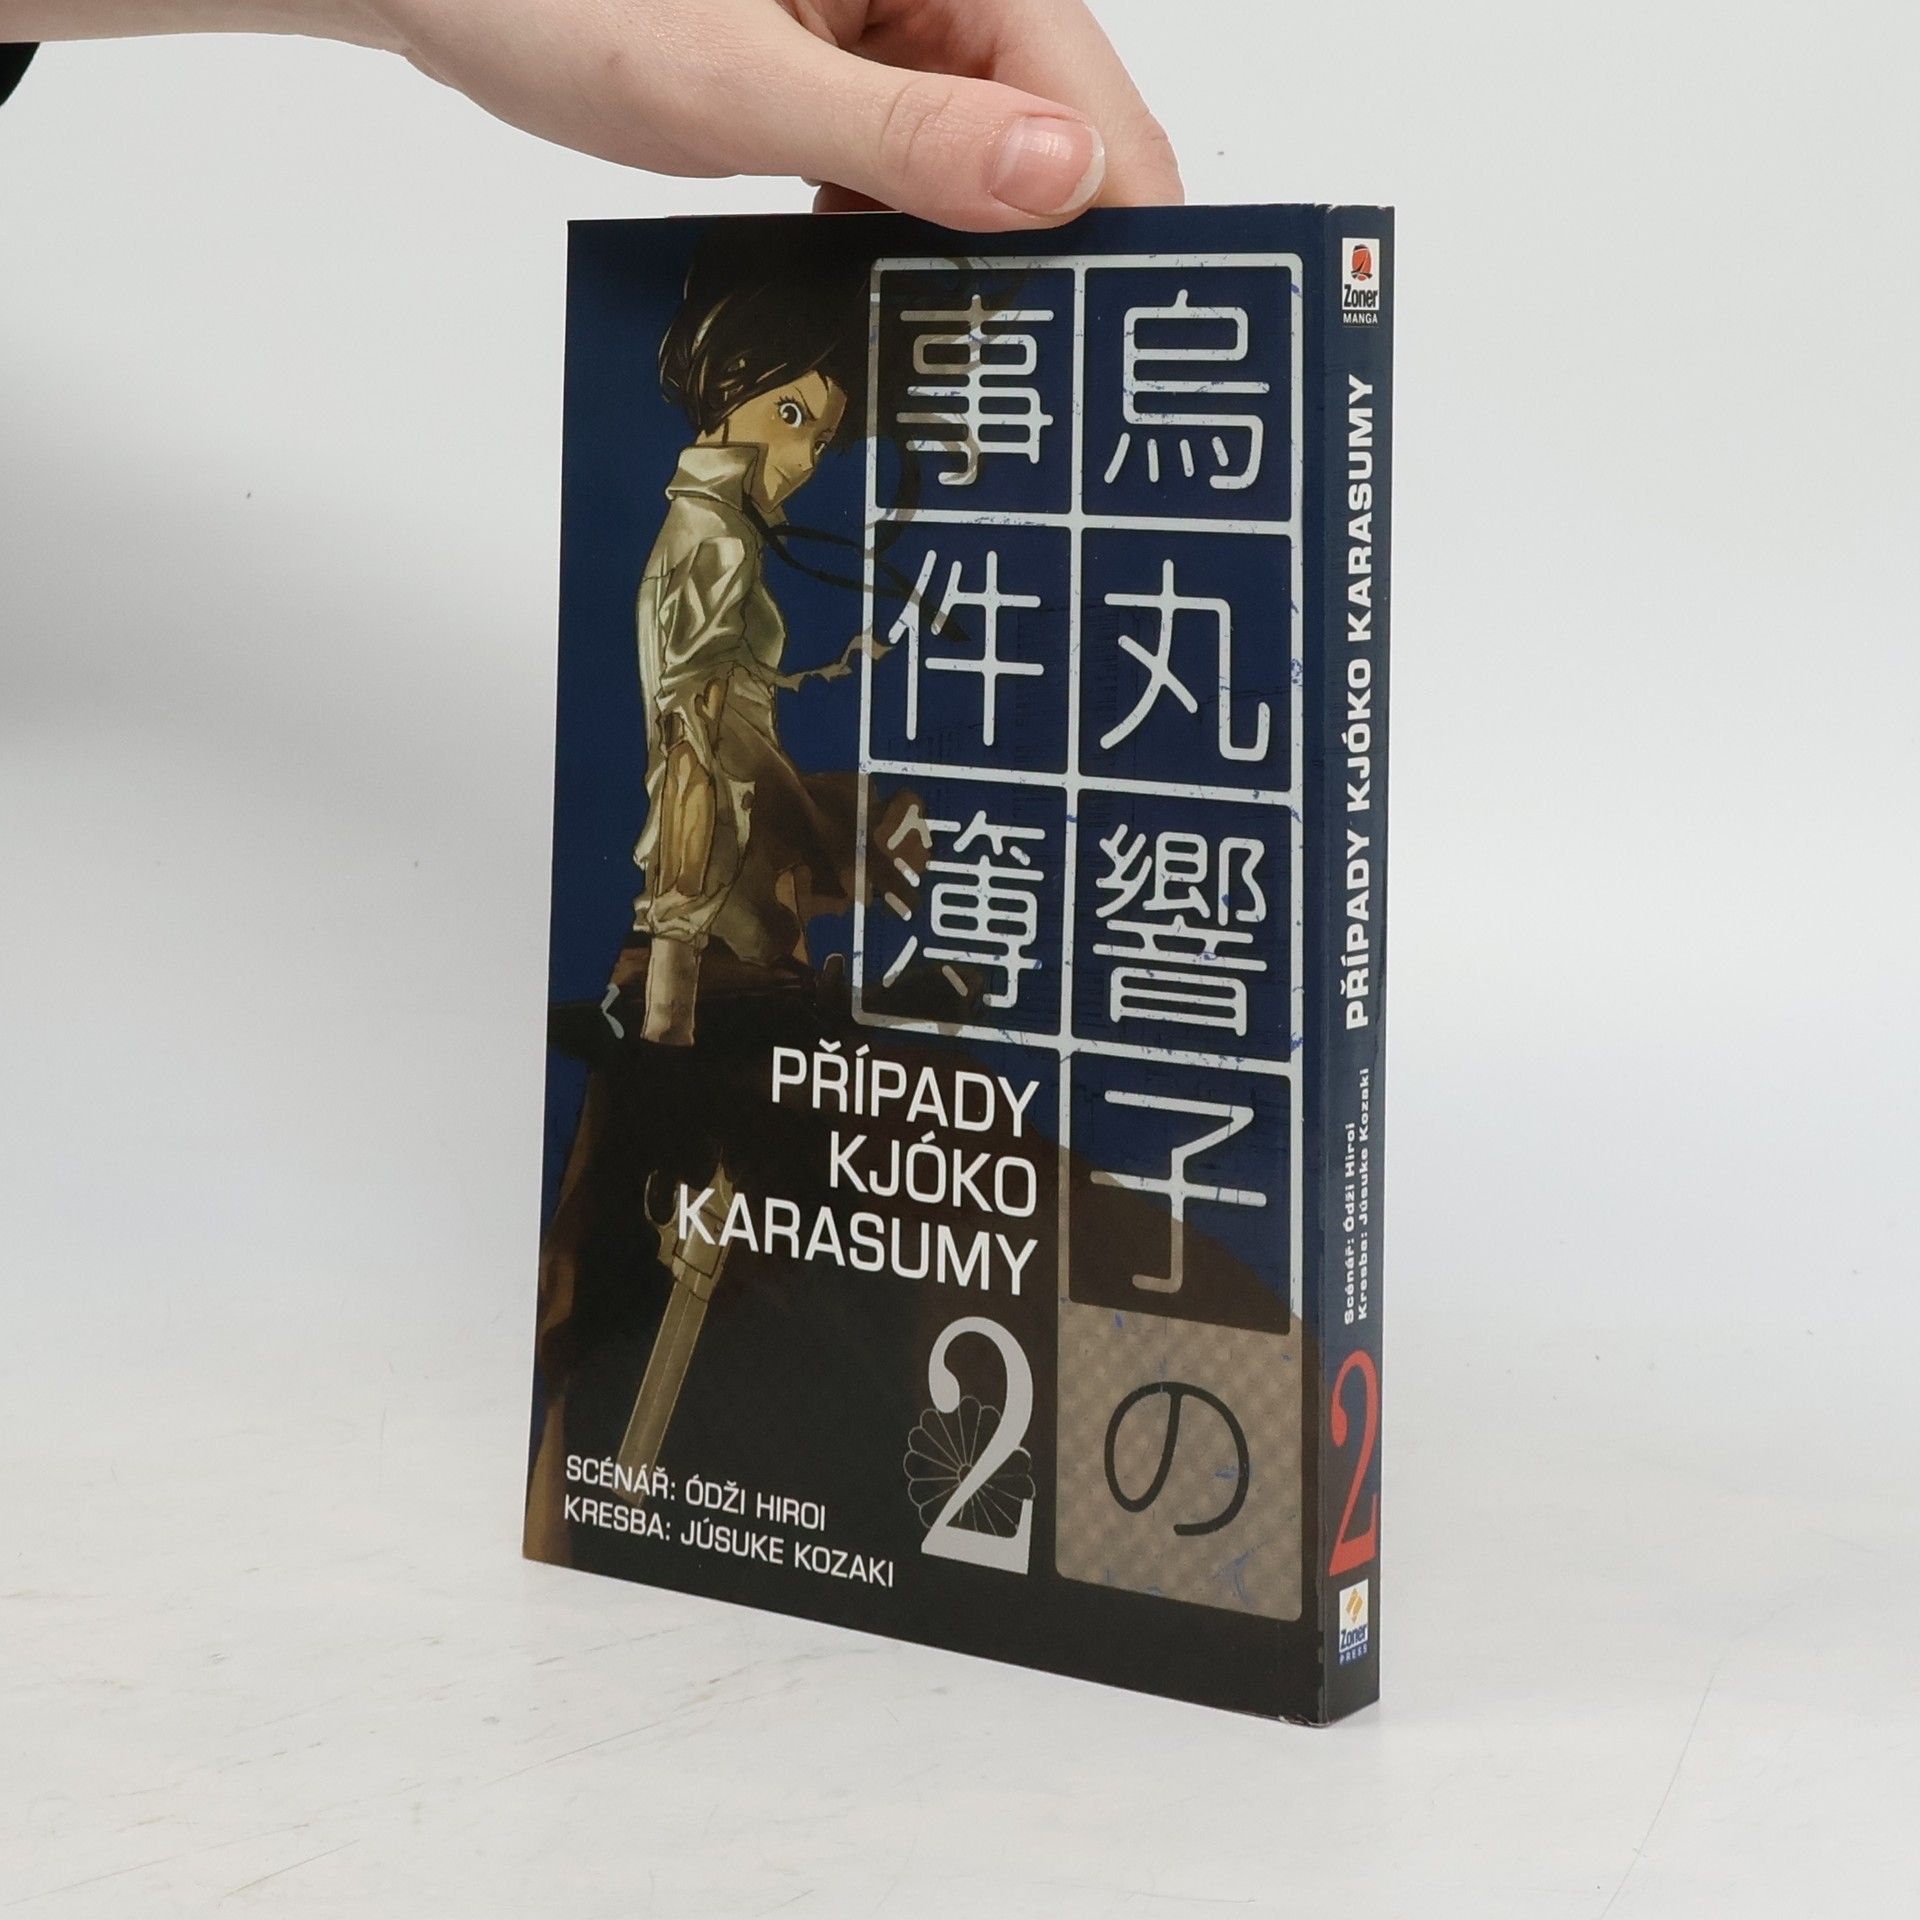 烏丸響子の
事件簿
PŘÍPADY
KJÓKO
KARASUMY
2
SCÉNÁŘ: ÓDŽI HIROI
KRESBA: JÚSUKE KOZAKI
Zoner
MANGA
PŘÍPADY KJÓKO KARASUMY
Scénář: Ódži Hiroi
Kresba: Júsuke Kozaki
2
Zoner
PRESS